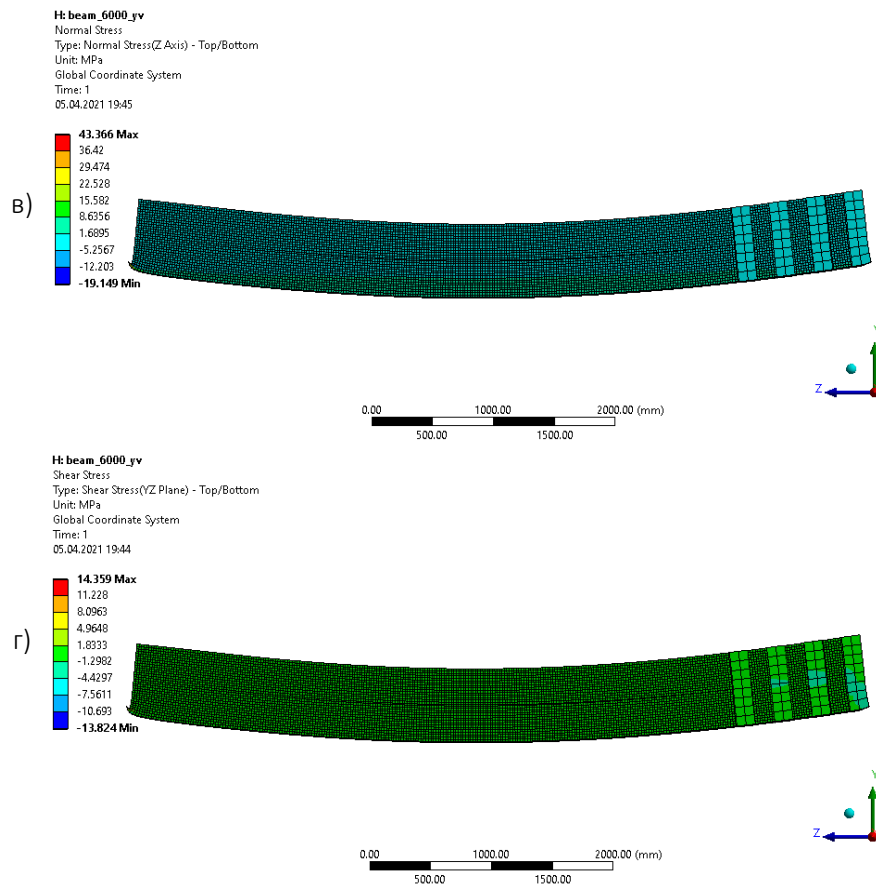 H: beam_6000_yv
Normal Stress
Type: Normal Stress(Z Axis) - Top/Bottom
Unit: MPa
Global Coordinate System
Time: 1
05.04.2021 19:45
43.366 Max
36.42
29.474
22.528
15.582
8.6356
1.6895
-5.2567
-12.203
-19.149 Min
в)
Y
Z
0.00 1000.00 2000.00 (mm)
500.00 1500.00
H: beam_6000_yv
Shear Stress
Type: Shear Stress(YZ Plane) - Top/Bottom
Unit: MPa
Global Coordinate System
Time: 1
05.04.2021 19:44
14.359 Max
11.228
8.0963
4.9648
1.8333
-1.2982
-4.4297
-7.5611
-10.693
-13.824 Min
г)
Y
Z
0.00 1000.00 2000.00 (mm)
500.00 1500.00